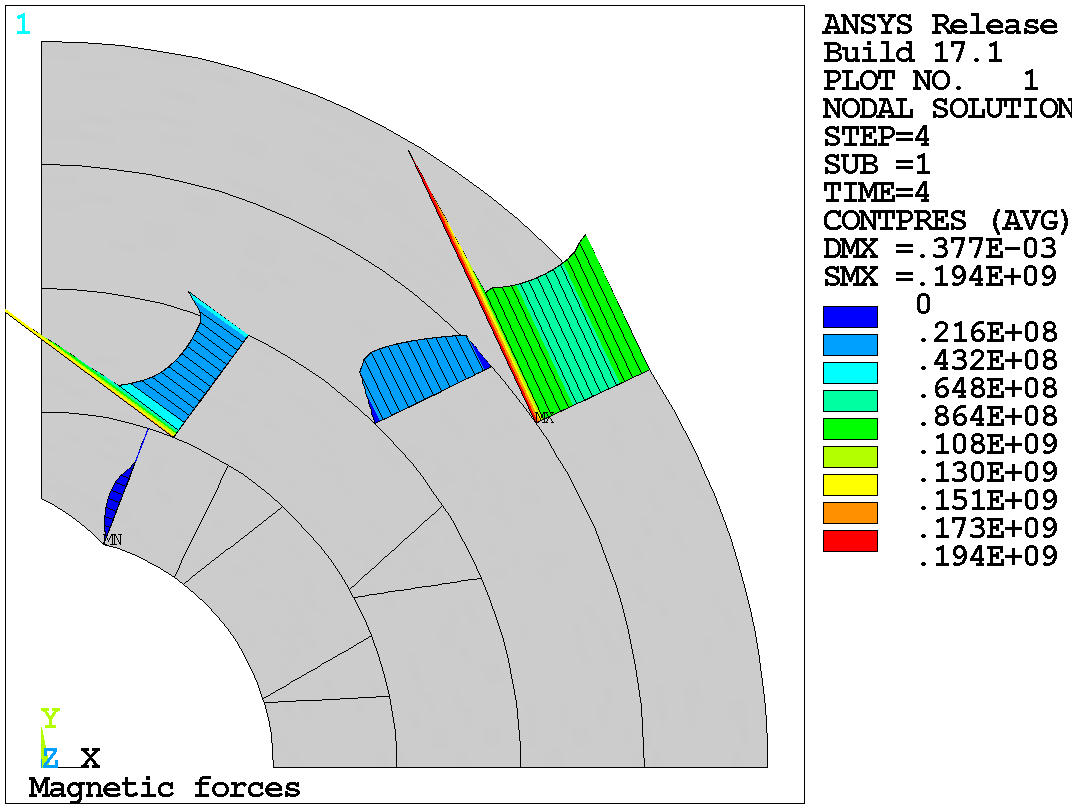 1
ANSYS Release
Build 17.1
PLOT NO.   1
NODAL SOLUTION
STEP=4
SUB =1
TIME=4
CONTPRES (AVG)
DMX =.377E-03
SMX =.194E+09
0
.216E+08
.432E+08
.648E+08
.864E+08
.108E+09
.130E+09
.151E+09
.173E+09
.194E+09
MX
MN
Y
Z X
Magnetic forces